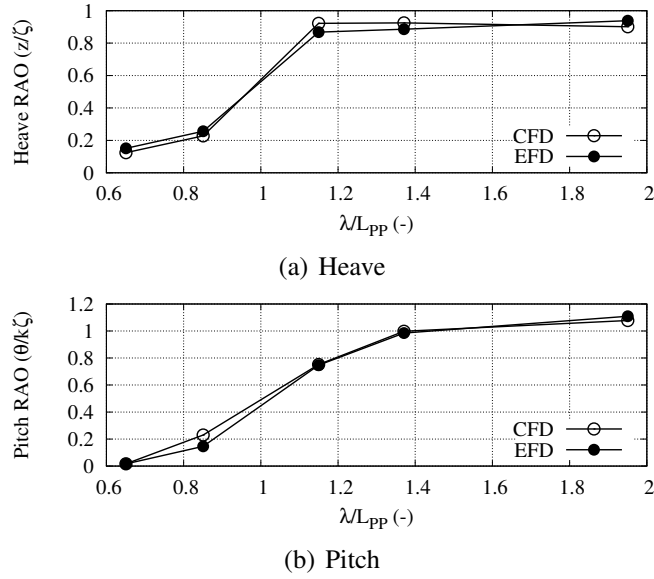 Heave RAO (z/ζ)
1
0.8
0.6
0.4
0.2
0
CFD
EFD
0.6 0.8 1 1.2 1.4 1.6 1.8 2
λ/L_PP (-)
(a) Heave
Pitch RAO (θ/kζ)
1.2
1
0.8
0.6
0.4
0.2
0
CFD
EFD
0.6 0.8 1 1.2 1.4 1.6 1.8 2
λ/L_PP (-)
(b) Pitch